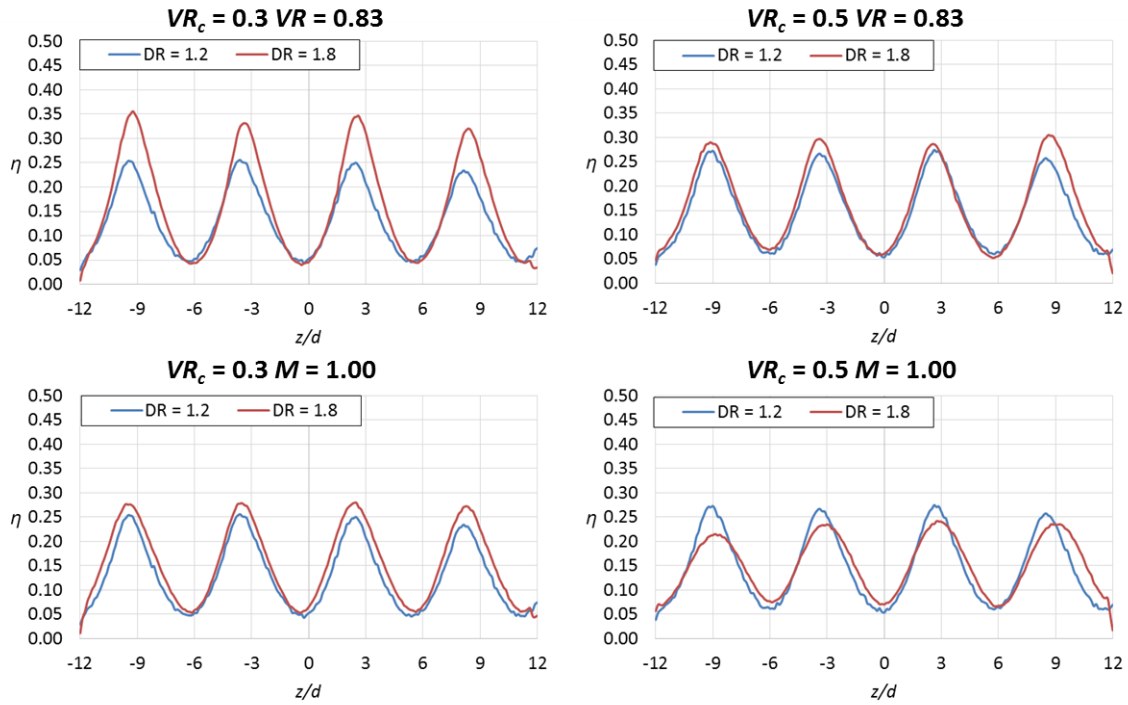 VRc = 0.3 VR = 0.83
DR = 1.2 DR = 1.8
0.50
0.45
0.40
0.35
0.30
0.25
0.20
0.15
0.10
0.05
0.00
η
-12 -9 -6 -3 0 3 6 9 12
z/d
VRc = 0.5 VR = 0.83
DR = 1.2 DR = 1.8
0.50
0.45
0.40
0.35
0.30
0.25
0.20
0.15
0.10
0.05
0.00
η
-12 -9 -6 -3 0 3 6 9 12
z/d
VRc = 0.3 M = 1.00
DR = 1.2 DR = 1.8
0.50
0.45
0.40
0.35
0.30
0.25
0.20
0.15
0.10
0.05
0.00
η
-12 -9 -6 -3 0 3 6 9 12
z/d
VRc = 0.5 M = 1.00
DR = 1.2 DR = 1.8
0.50
0.45
0.40
0.35
0.30
0.25
0.20
0.15
0.10
0.05
0.00
η
-12 -9 -6 -3 0 3 6 9 12
z/d